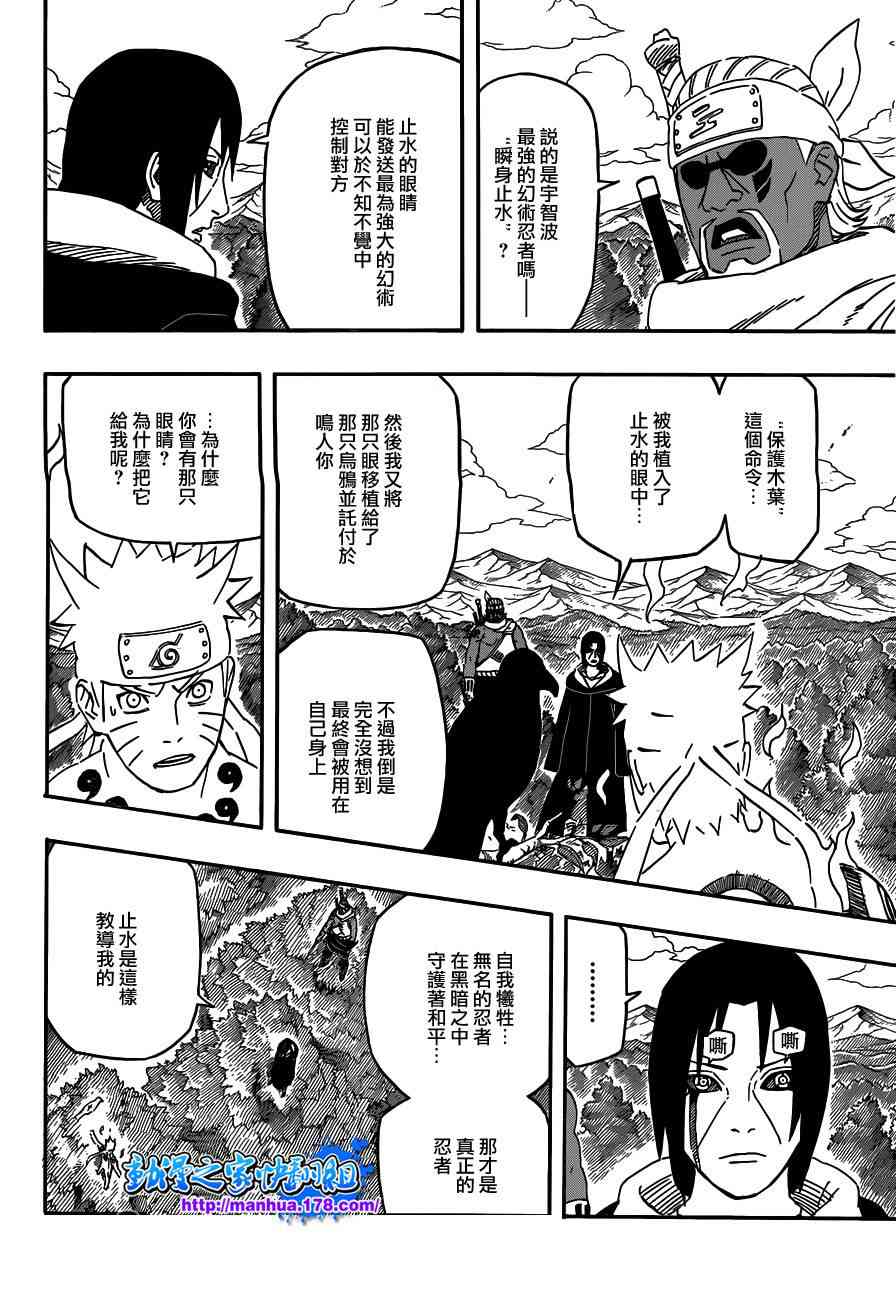 說的是宇智波
最強的幻術忍者嗎——
"瞬身止水"?
止水的眼睛
能發送最為強大的幻術
可以於不知不覺中
控制對方
"保護木葉"
這個命令…
被我植入了
止水的眼中…
然後我又將
那只眼移植給了
那只烏鴉並託付於
鳴人你
不過我倒是
完全沒想到
最終會被用在
自己身上
…為什麼
你會有那只
眼睛?
為什麼把它
給我呢?
………
嘶
嘶
自我犧牲…
無名的忍者
在黑暗之中
守護著和平…
那才是
真正的
忍者
止水是這樣
教導我的
動漫之家快翻組
http://manhua.178.com/